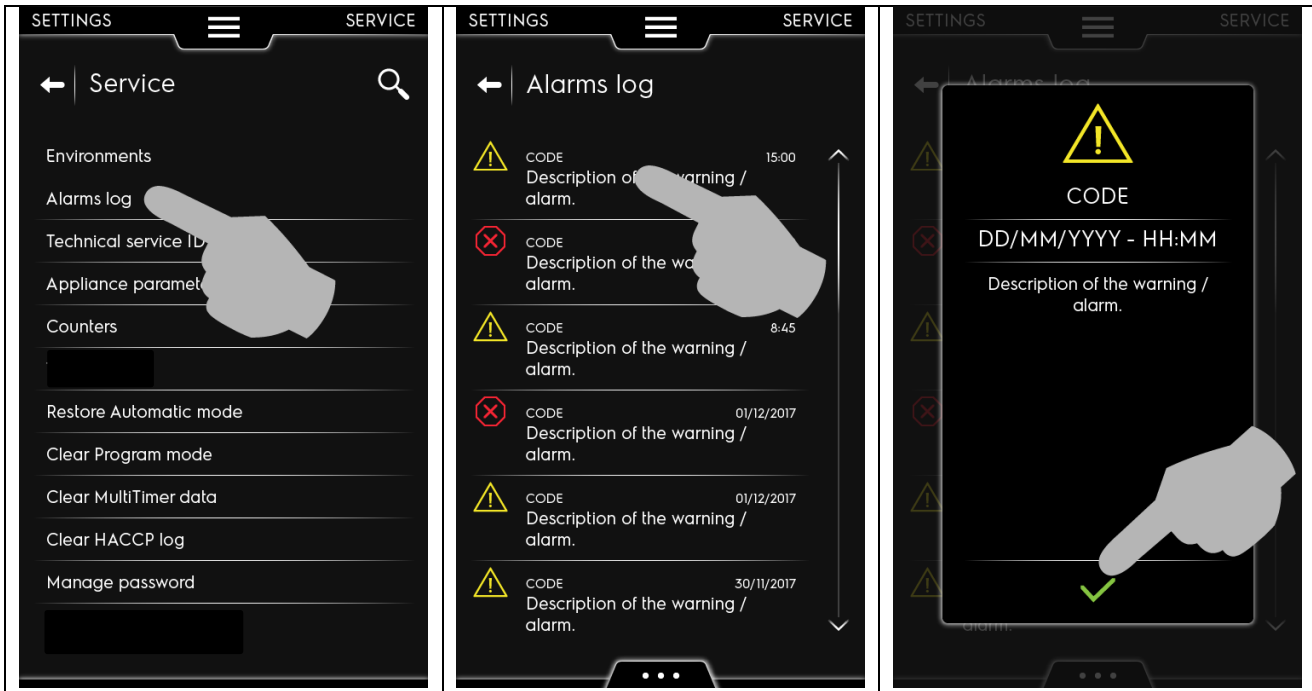 SETTINGS SERVICE
Service
Environments
Alarms log
Technical service ID
Appliance paramet
Counters
Restore Automatic mode
Clear Program mode
Clear MultiTimer data
Clear HACCP log
Manage password
SETTINGS SERVICE
Alarms log
CODE 15:00
Description of warning /
alarm.
CODE
Description of the wa
alarm.
CODE 8:45
Description of the warning /
alarm.
CODE 01/12/2017
Description of the warning /
alarm.
CODE 01/12/2017
Description of the warning /
alarm.
CODE 30/11/2017
Description of the warning /
alarm.
SETTINGS SERVICE
Alarms log
CODE
DD/MM/YYYY - HH:MM
Description of the warning /
alarm.
alarm.